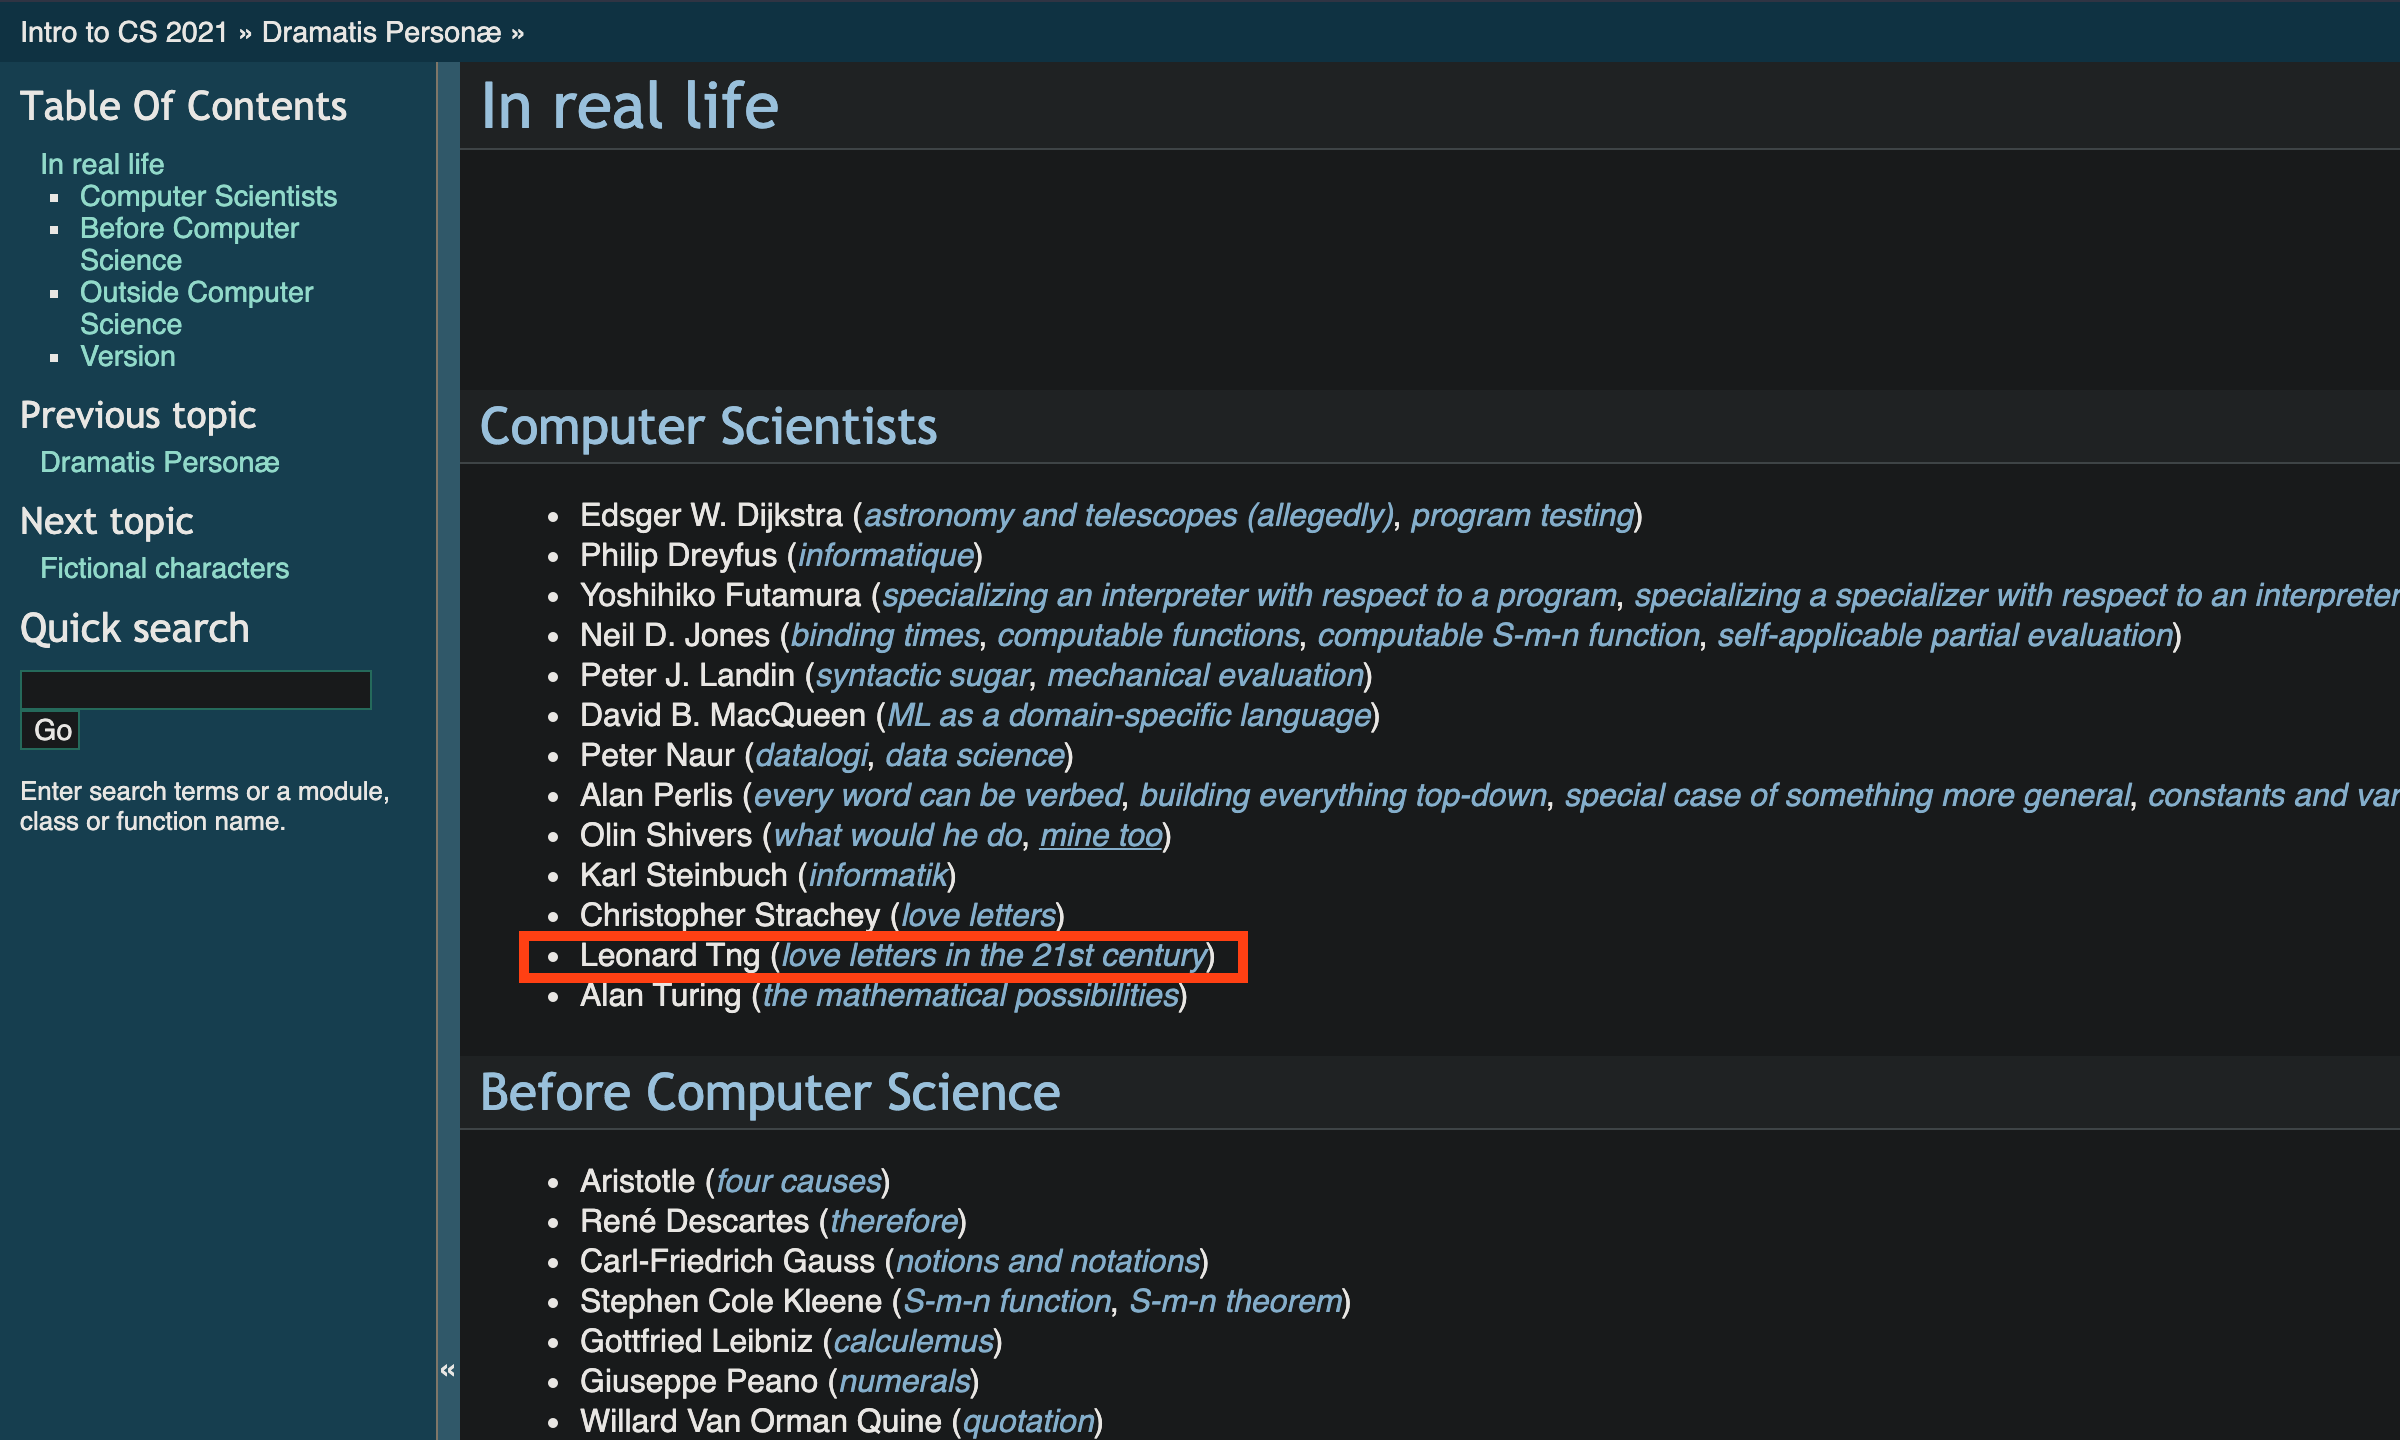 Intro to CS 2021 » Dramatis Personæ »
Table Of Contents
In real life
Computer Scientists
Before Computer
Science
Outside Computer
Science
Version
Previous topic
Dramatis Personæ
Next topic
Fictional characters
Quick search
Go
Enter search terms or a module,
class or function name.
«
In real life
Computer Scientists
Edsger W. Dijkstra (astronomy and telescopes (allegedly), program testing)
Philip Dreyfus (informatique)
Yoshihiko Futamura (specializing an interpreter with respect to a program, specializing a specializer with respect to an interpreter
Neil D. Jones (binding times, computable functions, computable S-m-n function, self-applicable partial evaluation)
Peter J. Landin (syntactic sugar, mechanical evaluation)
David B. MacQueen (ML as a domain-specific language)
Peter Naur (datalogi, data science)
Alan Perlis (every word can be verbed, building everything top-down, special case of something more general, constants and var
Olin Shivers (what would he do, mine too)
Karl Steinbuch (informatik)
Christopher Strachey (love letters)
Leonard Tng (love letters in the 21st century)
Alan Turing (the mathematical possibilities)
Before Computer Science
Aristotle (four causes)
René Descartes (therefore)
Carl-Friedrich Gauss (notions and notations)
Stephen Cole Kleene (S-m-n function, S-m-n theorem)
Gottfried Leibniz (calculemus)
Giuseppe Peano (numerals)
Willard Van Orman Quine (quotation)